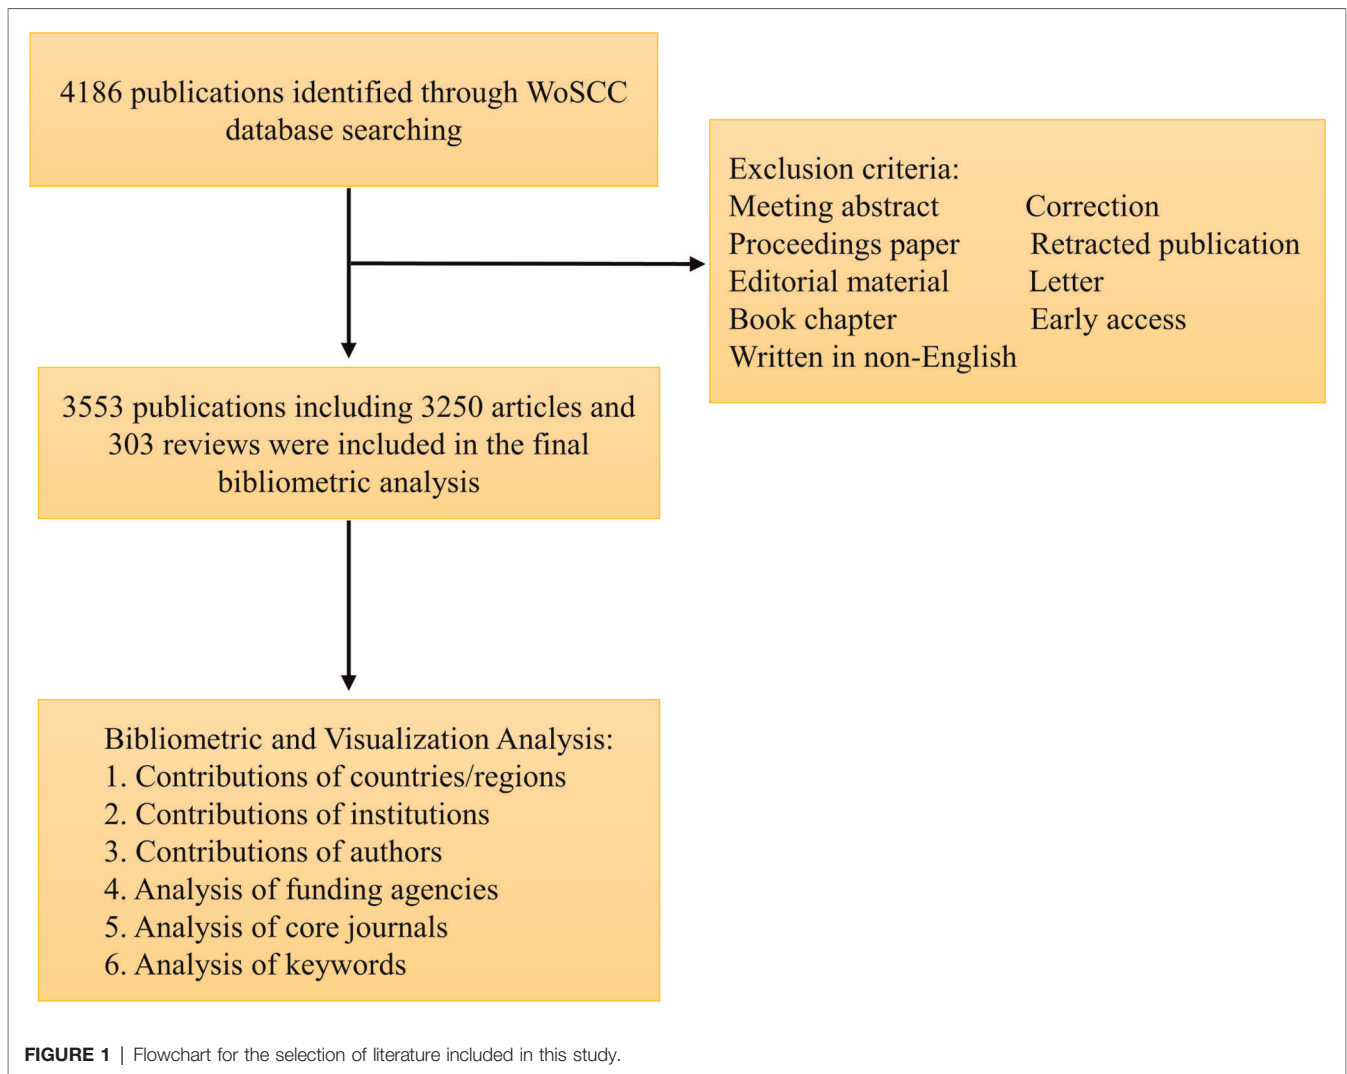 4186 publications identified through WoSCC
database searching
Exclusion criteria:
Meeting abstract Correction
Proceedings paper Retracted publication
Editorial material Letter
Book chapter Early access
Written in non-English
3553 publications including 3250 articles and
303 reviews were included in the final
bibliometric analysis
Bibliometric and Visualization Analysis:
1. Contributions of countries/regions
2. Contributions of institutions
3. Contributions of authors
4. Analysis of funding agencies
5. Analysis of core journals
6. Analysis of keywords
FIGURE 1 | Flowchart for the selection of literature included in this study.